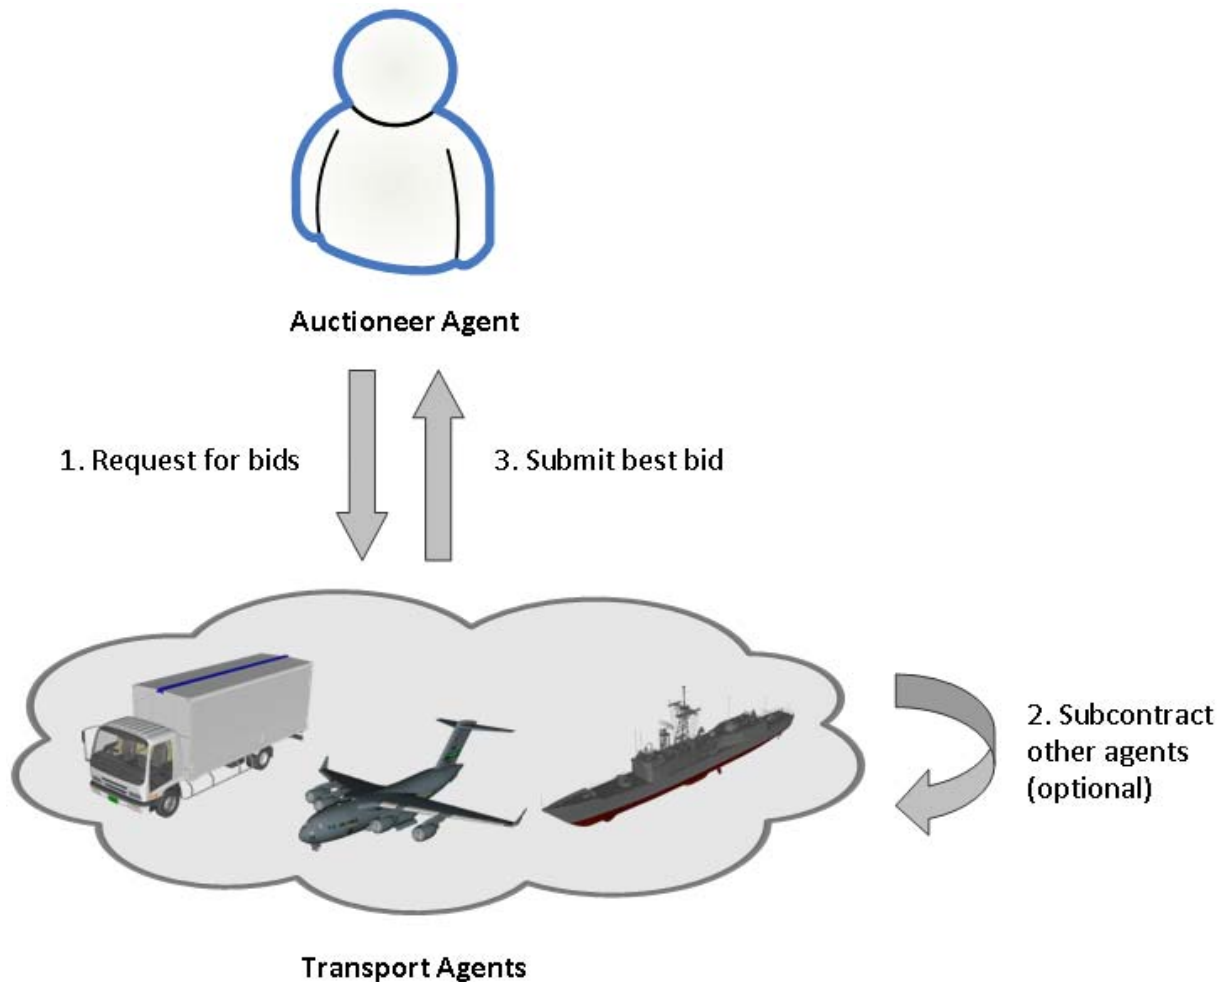 Auctioneer Agent
1. Request for bids
3. Submit best bid
2. Subcontract
other agents
(optional)
Transport Agents